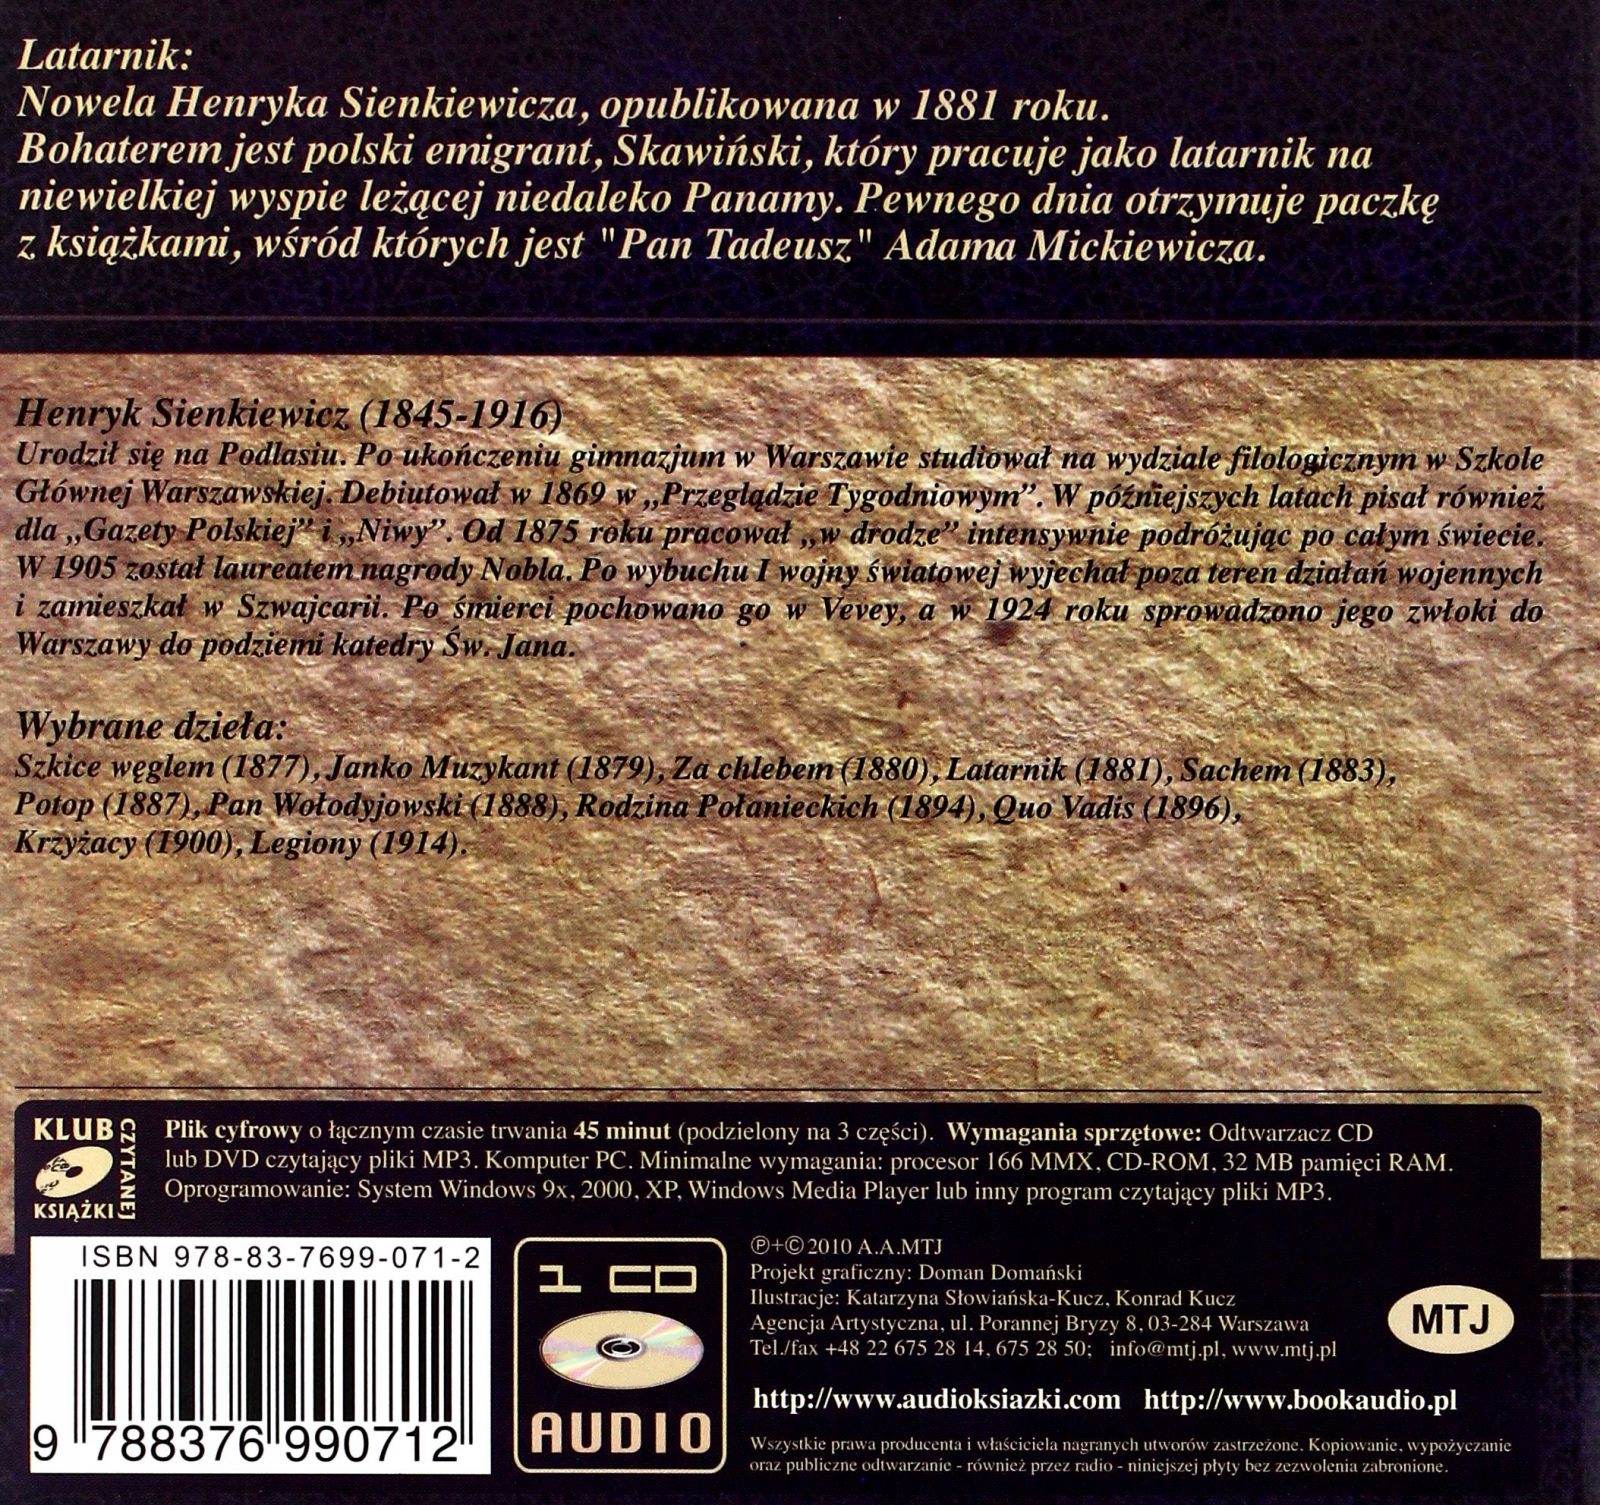 Latarnik:
Nowela Henryka Sienkiewicza, opublikowana w 1881 roku.
Bohaterem jest polski emigrant, Skawiński, który pracuje jako latarnik na
niewielkiej wyspie leżącej niedaleko Panamy. Pewnego dnia otrzymuje paczkę
z książkami, wśród których jest "Pan Tadeusz" Adama Mickiewicza.
Henryk Sienkiewicz (1845-1916)
Urodził się na Podlasiu. Po ukończeniu gimnazjum w Warszawie studiował na wydziale filologicznym w Szkole
Głównej Warszawskiej. Debiutował w 1869 w „Przeglądzie Tygodniowym”. W późniejszych latach pisał również
dla „Gazety Polskiej” i „Niwy”. Od 1875 roku pracował „w drodze” intensywnie podróżując po całym świecie.
W 1905 został laureatem nagrody Nobla. Po wybuchu I wojny światowej wyjechał poza teren działań wojennych
i zamieszkał w Szwajcarii. Po śmierci pochowano go w Vevey, a w 1924 roku sprowadzono jego zwłoki do
Warszawy do podziemi katedry Św. Jana.
Wybrane dzieła:
Szkice węglem (1877), Janko Muzykant (1879), Za chlebem (1880), Latarnik (1881), Sachem (1883),
Potop (1887), Pan Wołodyjowski (1888), Rodzina Połanieckich (1894), Quo Vadis (1896),
Krzyżacy (1900), Legiony (1914).
KLUB
CZYTANEJ
KSIĄŻKI
Plik cyfrowy o łącznym czasie trwania 45 minut (podzielony na 3 części). Wymagania sprzętowe: Odtwarzacz CD
lub DVD czytający pliki MP3. Komputer PC. Minimalne wymagania: procesor 166 MMX, CD-ROM, 32 MB pamięci RAM.
Oprogramowanie: System Windows 9x, 2000, XP, Windows Media Player lub inny program czytający pliki MP3.
ISBN 978-83-7699-071-2
9 788376 990712
1 CD
AUDIO
℗+© 2010 A.A.MTJ
Projekt graficzny: Doman Domański
Ilustracje: Katarzyna Słowiańska-Kucz, Konrad Kucz
Agencja Artystyczna, ul. Porannej Bryzy 8, 03-284 Warszawa
Tel./fax +48 22 675 28 14, 675 28 50; info@mtj.pl, www.mtj.pl
MTJ
http://www.audioksiazki.com http://www.bookaudio.pl
Wszystkie prawa producenta i właściciela nagranych utworów zastrzeżone. Kopiowanie, wypożyczanie
oraz publiczne odtwarzanie - również przez radio - niniejszej płyty bez zezwolenia zabronione.